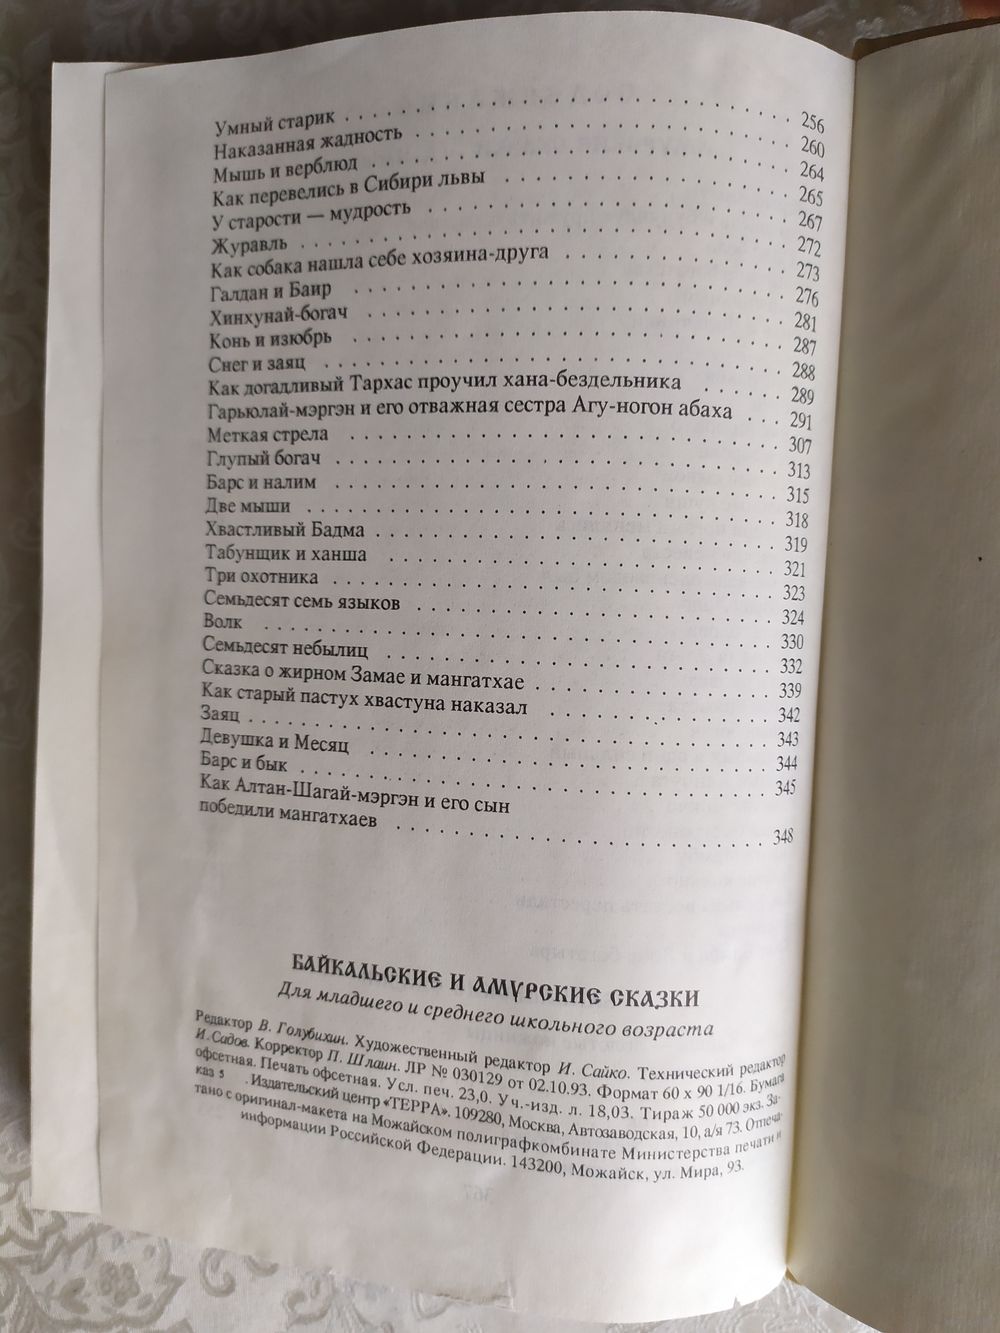 Умный старик . . . . . . . . . . 256
Наказанная жадность . . . . . . . . . . 260
Мышь и верблюд . . . . . . . . . . 264
Как перевелись в Сибири львы . . . . . . . . . . 265
У старости — мудрость . . . . . . . . . . 267
Журавль . . . . . . . . . . 272
Как собака нашла себе хозяина-друга . . . . . . . . . . 273
Галдан и Баир . . . . . . . . . . 276
Хинхунай-богач . . . . . . . . . . 281
Конь и изюбрь . . . . . . . . . . 287
Снег и заяц . . . . . . . . . . 288
Как догадливый Тархас проучил хана-бездельника . . . . . . 289
Гарьюлай-мэргэн и его отважная сестра Агу-ногон абаха . . . 291
Меткая стрела . . . . . . . . . . 307
Глупый богач . . . . . . . . . . 313
Барс и налим . . . . . . . . . . 315
Две мыши . . . . . . . . . . 318
Хвастливый Бадма . . . . . . . . . . 319
Табунщик и ханша . . . . . . . . . . 321
Три охотника . . . . . . . . . . 323
Семьдесят семь языков . . . . . . . . . . 324
Волк . . . . . . . . . . 330
Семьдесят небылиц . . . . . . . . . . 332
Сказка о жирном Замае и мангатхае . . . . . . . . . . 339
Как старый пастух хвастуна наказал . . . . . . . . . . 342
Заяц . . . . . . . . . . 343
Девушка и Месяц . . . . . . . . . . 344
Барс и бык . . . . . . . . . . 345
Как Алтан-Шагай-мэргэн и его сын
победили мангатхаев . . . . . . . . . . 348
БАЙКАЛЬСКИЕ И АМУРСКИЕ СКАЗКИ
Для младшего и среднего школьного возраста
Редактор В. Голубихин. Художественный редактор И. Сайко. Технический редактор
И. Садов. Корректор П. Шлаин. ЛР № 030129 от 02.10.93. Формат 60 х 90 1/16. Бумага
офсетная. Печать офсетная. Усл. печ. 23,0. Уч.-изд. л. 18,03. Тираж 50 000 экз. За-
каз 5 . Издательский центр «ТЕРРА». 109280, Москва, Автозаводская, 10, а/я 73. Отпеча-
тано с оригинал-макета на Можайском полиграфкомбинате Министерства печати и
информации Российской Федерации. 143200, Можайск, ул. Мира, 93.